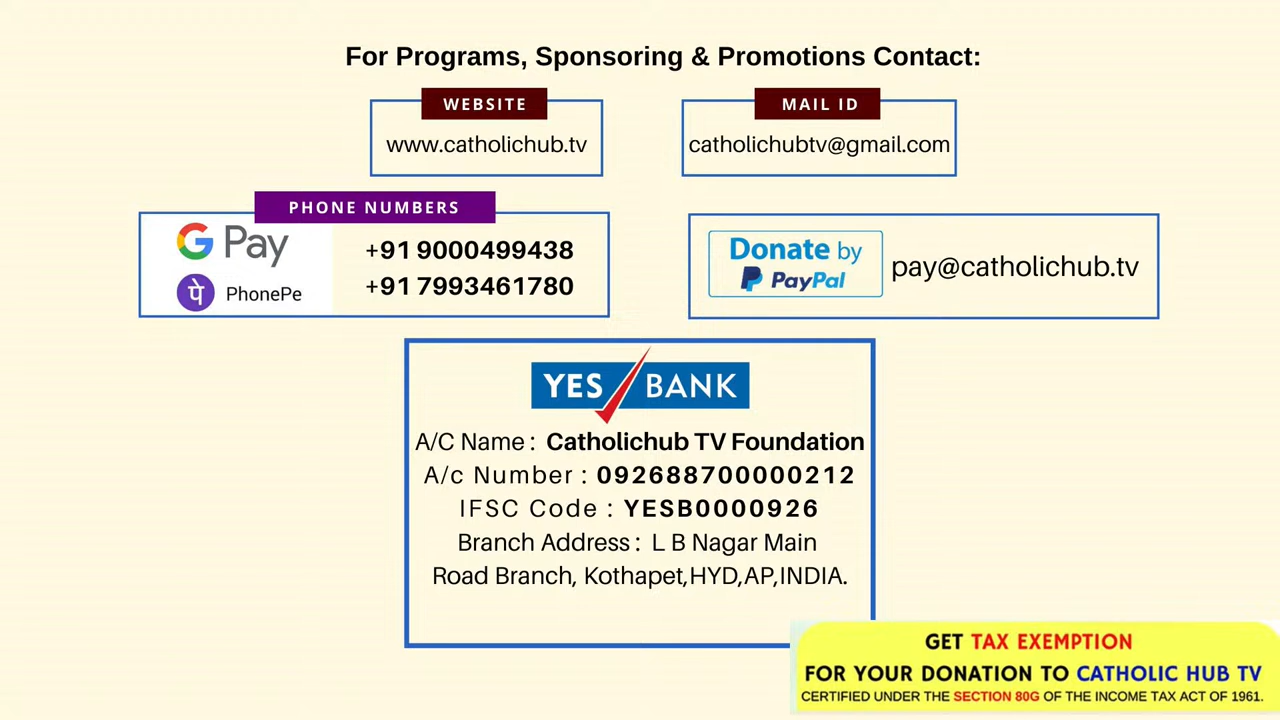 For Programs, Sponsoring & Promotions Contact:
WEBSITE
www.catholichub.tv
MAIL ID
catholichubtv@gmail.com
PHONE NUMBERS
G Pay
+91 9000499438
पे PhonePe
+91 7993461780
Donate by
PayPal
pay@catholichub.tv
YES BANK
A/C Name : Catholichub TV Foundation
A/c Number : 092688700000212
IFSC Code : YESB0000926
Branch Address : L B Nagar Main
Road Branch, Kothapet,HYD,AP,INDIA.
GET TAX EXEMPTION
FOR YOUR DONATION TO CATHOLIC HUB TV
CERTIFIED UNDER THE SECTION 80G OF THE INCOME TAX ACT OF 1961.